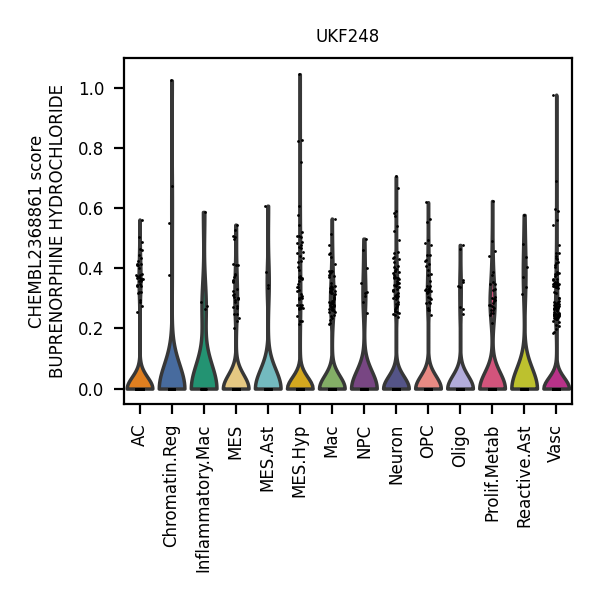 UKF248
CHEMBL2368861 score
BUPRENORPHINE HYDROCHLORIDE
1.0
0.8
0.6
0.4
0.2
0.0
AC
Chromatin.Reg
Inflammatory.Mac
MES
MES.Ast
MES.Hyp
Mac
NPC
Neuron
OPC
Oligo
Prolif.Metab
Reactive.Ast
Vasc